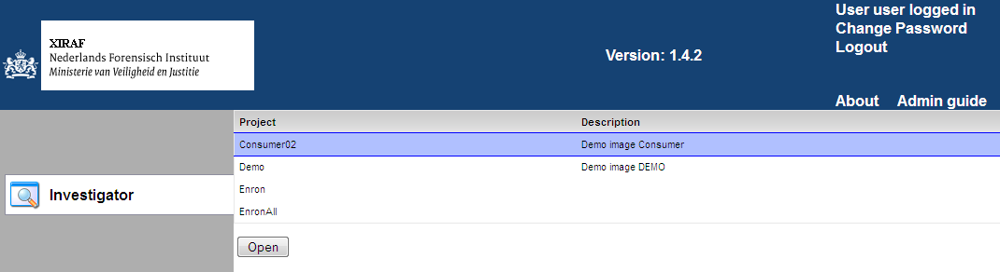 XIRAF
Nederlands Forensisch Instituut
Ministerie van Veiligheid en Justitie
Version: 1.4.2
User user logged in
Change Password
Logout
About Admin guide
Investigator
Project Description
Consumer02 Demo image Consumer
Demo Demo image DEMO
Enron
EnronAll
Open